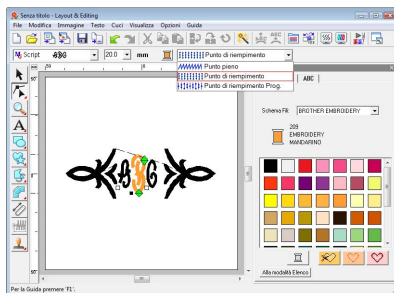 Senza titolo - Layout & Editing
File Modifica Immagine Testo Cuci Visualizza Opzioni Guida
Script ABG 20.0 mm Punto di riempimento
Punto pieno
Punto di riempimento
Punto di riempimento Prog.
ABC
Schema Fili: BROTHER EMBROIDERY
209
EMBROIDERY
MANDARINO
Alla modalità Elenco
Per la Guida premere 'F1'.